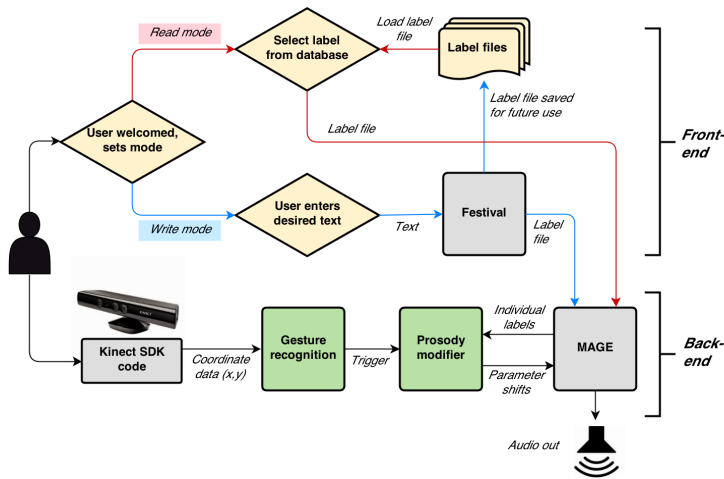 Read mode
Select label
from database
Load label
file
Label files
User welcomed,
sets mode
Label file
Label file saved
for future use
Front-
end
Write mode
User enters
desired text
Text
Festival
Label
file
KINECT
Kinect SDK
code
Coordinate
data (x,y)
Gesture
recognition
Trigger
Prosody
modifier
Individual
labels
Parameter
shifts
MAGE
Back-
end
Audio out